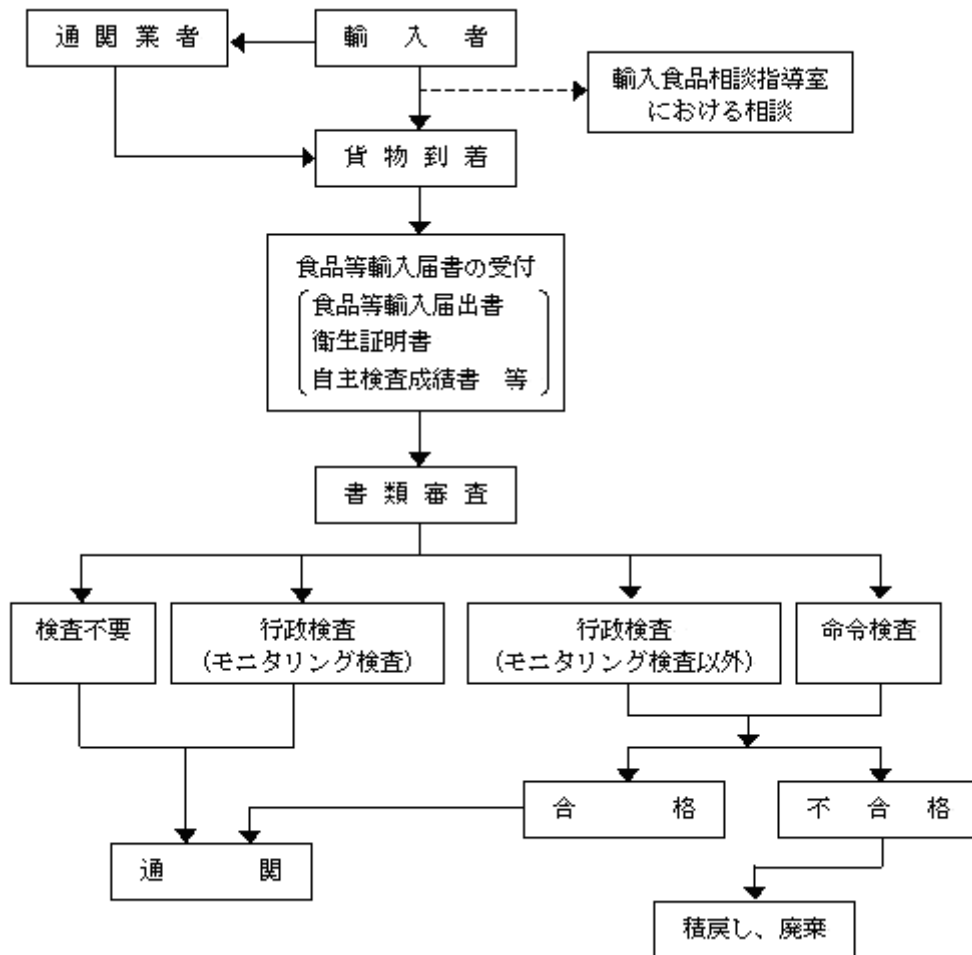 通関業者
輸入者
輸入食品相談指導室
における相談
貨物到着
食品等輸入届書の受付
食品等輸入届出書
衛生証明書
自主検査成績書　等
書類審査
検査不要
行政検査
(モニタリング検査)
行政検査
(モニタリング検査以外)
命令検査
合格
不合格
通関
積戻し、廃棄